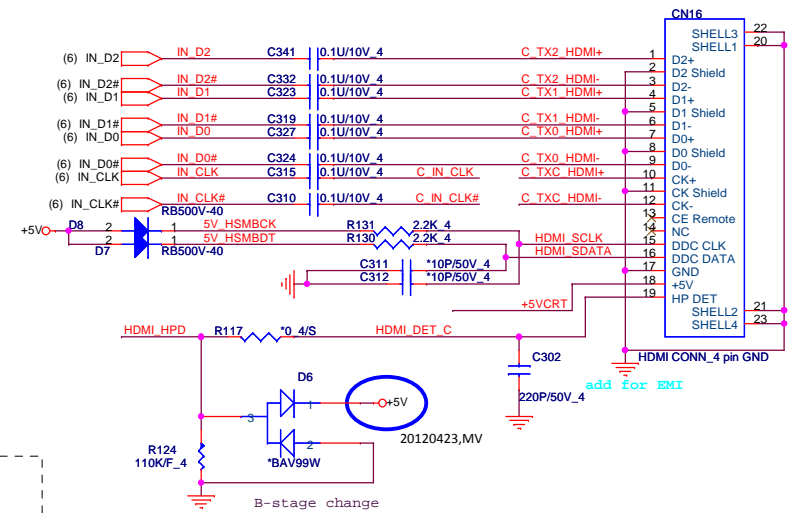 CN16
SHELL3 22
SHELL1 20
(6) IN_D2 IN_D2 C341 0.1U/10V_4 C_TX2_HDMI+ 1 D2+
2 D2 Shield
(6) IN_D2# IN_D2# C332 0.1U/10V_4 C_TX2_HDMI- 3 D2-
(6) IN_D1 IN_D1 C323 0.1U/10V_4 C_TX1_HDMI+ 4 D1+
5 D1 Shield
(6) IN_D1# IN_D1# C319 0.1U/10V_4 C_TX1_HDMI- 6 D1-
(6) IN_D0 IN_D0 C327 0.1U/10V_4 C_TX0_HDMI+ 7 D0+
8 D0 Shield
(6) IN_D0# IN_D0# C324 0.1U/10V_4 C_TX0_HDMI- 9 D0-
(6) IN_CLK IN_CLK C315 0.1U/10V_4 C_IN_CLK C_TXC_HDMI+ 10 CK+
11 CK Shield
(6) IN_CLK# IN_CLK# C310 0.1U/10V_4 C_IN_CLK# C_TXC_HDMI- 12 CK-
RB500V-40
13 CE Remote
+5V D8 2 1 5V_HSMBCK R131 2.2K_4 14 NC
D7 2 1 5V_HSMBDT R130 2.2K_4 HDMI_SCLK 15 DDC CLK
RB500V-40 HDMI_SDATA 16 DDC DATA
C311 *10P/50V_4 17 GND
C312 *10P/50V_4 18 +5V
19 HP DET
+5VCRT
SHELL2 21
SHELL4 23
HDMI_HPD R117 *0_4/S HDMI_DET_C
HDMI CONN_4 pin GND
C302
add for EMI
220P/50V_4
D6
1 +5V
3
2
*BAV99W
20120423,MV
R124
110K/F_4
B-stage change